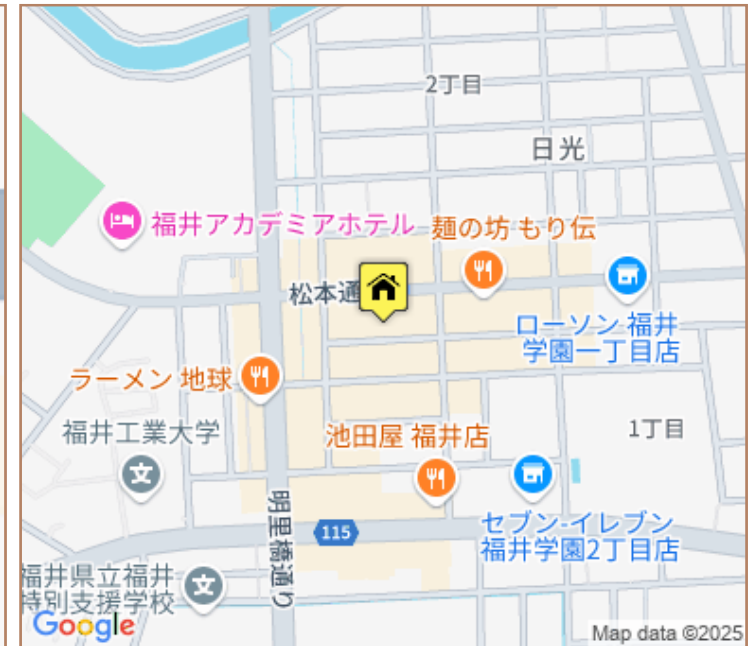 2丁目
日光
福井アカデミアホテル
麺の坊 もり伝
松本通
ローソン 福井
学園一丁目店
ラーメン 地球
福井工業大学
池田屋 福井店
1丁目
セブン-イレブン
福井学園2丁目店
115
明里橋通り
福井県立福井
特別支援学校
Google
Map data ©2025